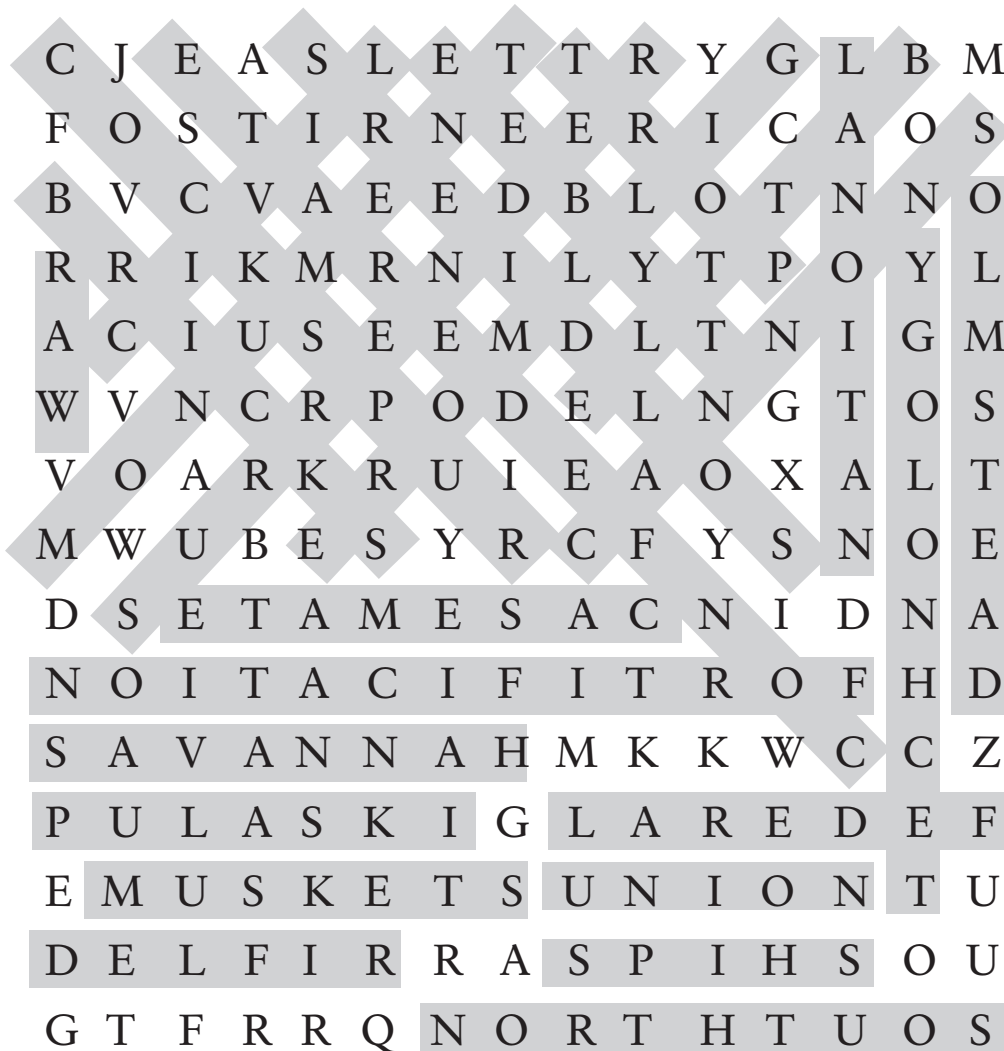 C J E A S L E T T R Y G L B M
F O S T I R N E E R I C A O S
B V C V A E E D B L O T N N O
R R I K M R N I L Y T P O Y L
A C I U S E E M D L T N I G M
W V N C R P O D E L N G T O S
V O A R K R U I E A O X A L T
M W U B E S Y R C F Y S N O E
D S E T A M E S A C N I D N A
N O I T A C I F I T R O F H D
S A V A N N A H M K K W C C Z
P U L A S K I G L A R E D E F
E M U S K E T S U N I O N T U
D E L F I R R A S P I H S O U
G T F R R Q N O R T H T U O S